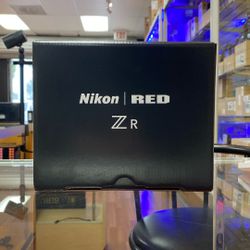 Nikon | RED
Z R